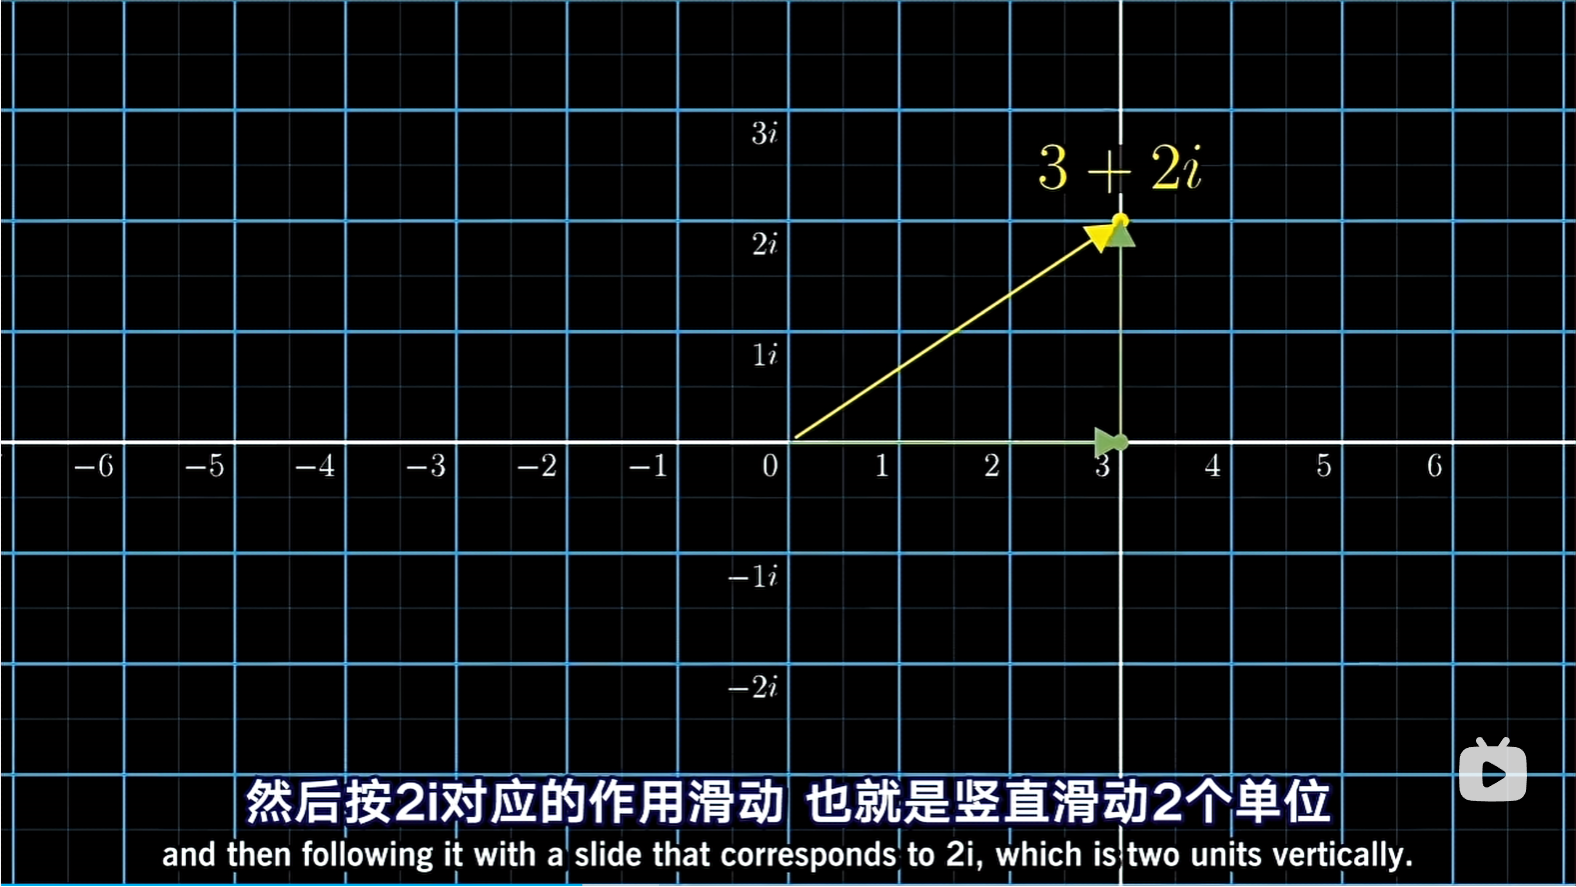 3i
3 + 2i
2i
1i
−6 −5 −4 −3 −2 −1 0 1 2 3 4 5 6
−1i
−2i
然后按2i对应的作用滑动 也就是竖直滑动2个单位
and then following it with a slide that corresponds to 2i, which is two units vertically.